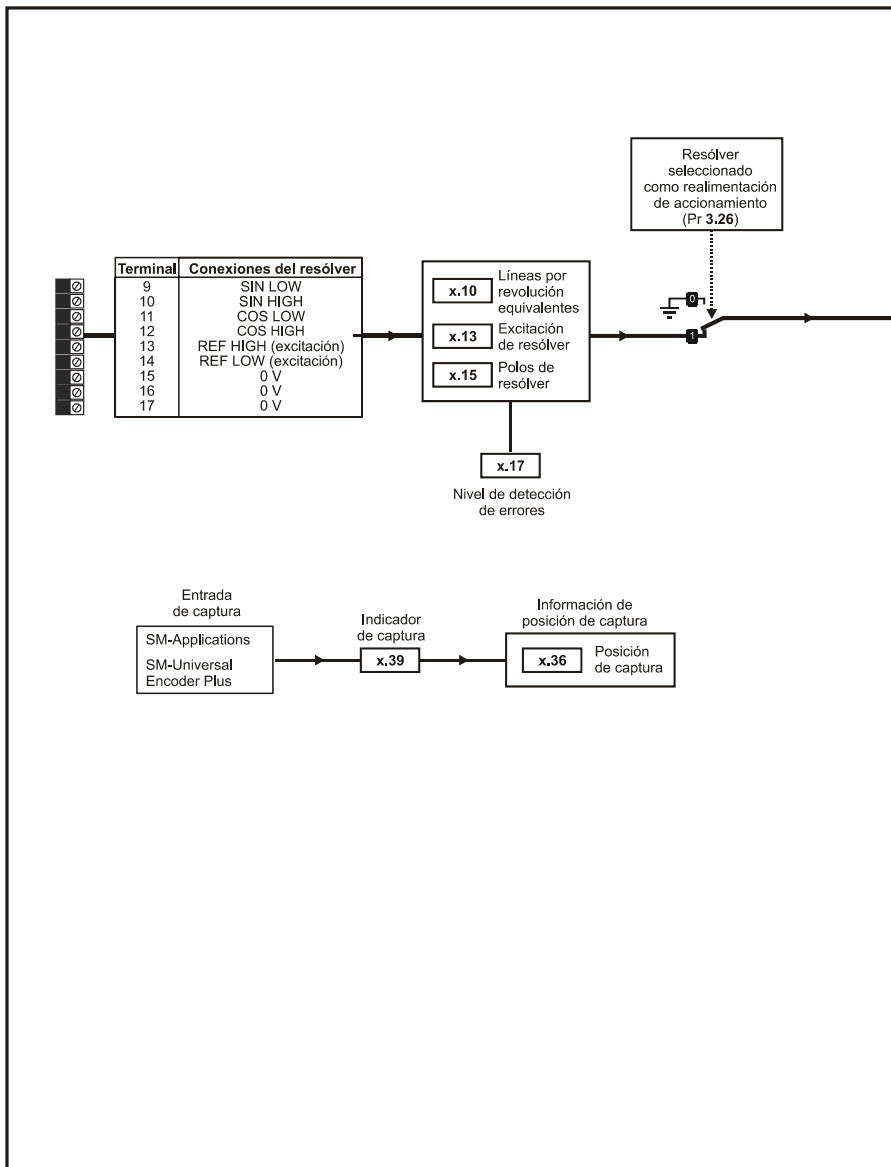 Resólver
seleccionado
como realimentación
de accionamiento
(Pr 3.26)
Terminal Conexiones del resólver
9 SIN LOW
10 SIN HIGH
11 COS LOW
12 COS HIGH
13 REF HIGH (excitación)
14 REF LOW (excitación)
15 0 V
16 0 V
17 0 V
x.10 Líneas por
revolución
equivalentes
x.13 Excitación
de resólver
x.15 Polos de
resólver
0
1
x.17
Nivel de detección
de errores
Entrada
de captura
SM-Applications
SM-Universal
Encoder Plus
Indicador
de captura
x.39
Información de
posición de captura
x.36 Posición
de captura